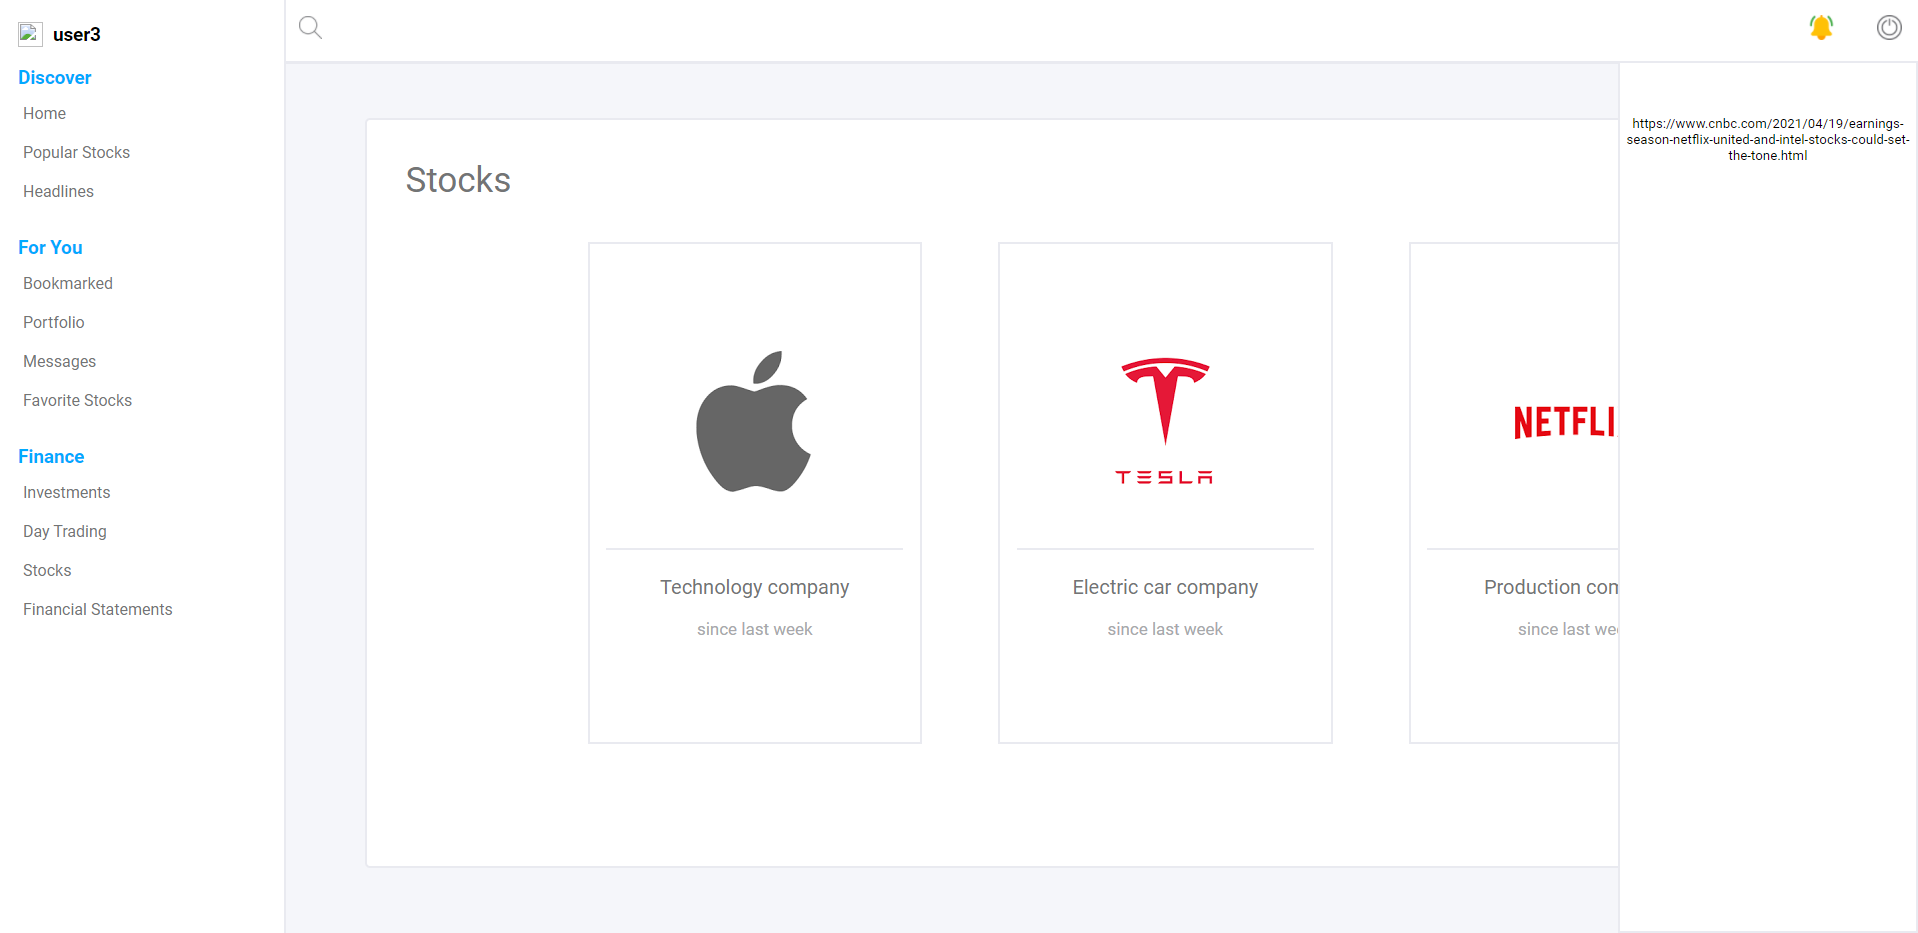 user3
Discover
Home
Popular Stocks
Headlines
For You
Bookmarked
Portfolio
Messages
Favorite Stocks
Finance
Investments
Day Trading
Stocks
Financial Statements
Stocks
TESLA
NETFLI
Technology company
since last week
Electric car company
since last week
Production com
since last we
https://www.cnbc.com/2021/04/19/earnings-
season-netflix-united-and-intel-stocks-could-set-
the-tone.html